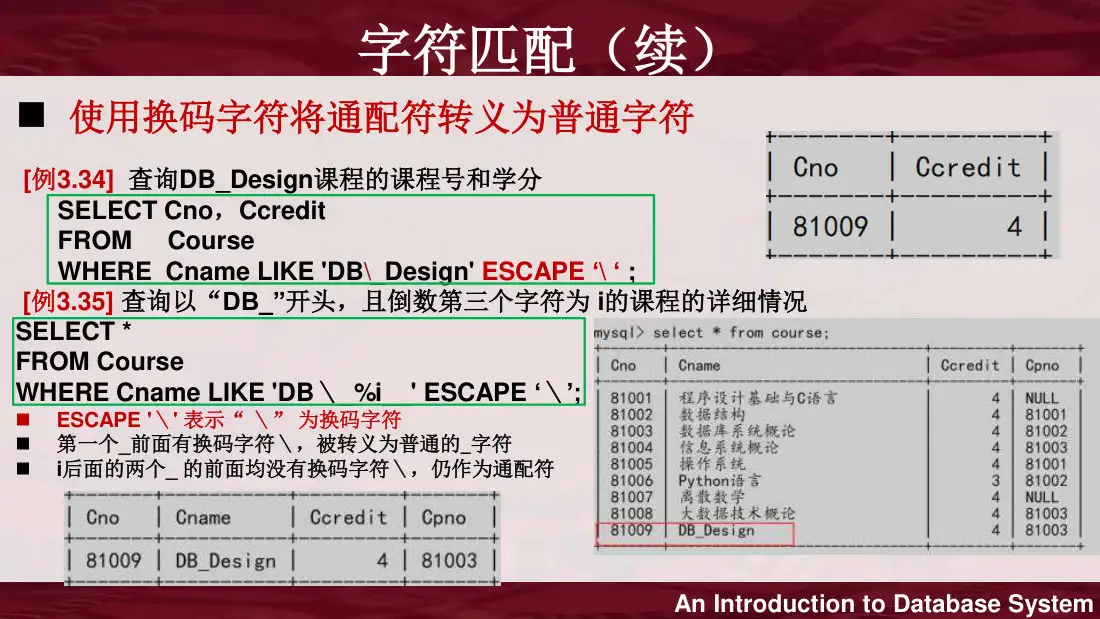 字符匹配（续）
■ 使用换码字符将通配符转义为普通字符
[例3.34] 查询DB_Design课程的课程号和学分
SELECT Cno，Ccredit
FROM Course
WHERE Cname LIKE 'DB\_Design' ESCAPE ‘\‘ ;
| Cno | Ccredit |
| 81009 | 4 |
[例3.35] 查询以“DB_”开头，且倒数第三个字符为 i的课程的详细情况
SELECT *
FROM Course
WHERE Cname LIKE 'DB＼_%i__' ESCAPE ‘＼’;
■ ESCAPE '＼' 表示“ ＼” 为换码字符
■ 第一个_前面有换码字符＼，被转义为普通的_字符
■ i后面的两个_ 的前面均没有换码字符＼，仍作为通配符
| Cno | Cname | Ccredit | Cpno |
| 81009 | DB_Design | 4 | 81003 |
mysql> select * from course;
| Cno | Cname | Ccredit | Cpno |
| 81001 | 程序设计基础与C语言 | 4 | NULL |
| 81002 | 数据结构 | 4 | 81001 |
| 81003 | 数据库系统概论 | 4 | 81002 |
| 81004 | 信息系统概论 | 4 | 81003 |
| 81005 | 操作系统 | 4 | 81001 |
| 81006 | Python语言 | 3 | 81002 |
| 81007 | 离散数学 | 4 | NULL |
| 81008 | 大数据技术概论 | 4 | 81003 |
| 81009 | DB_Design | 4 | 81003 |
An Introduction to Database System